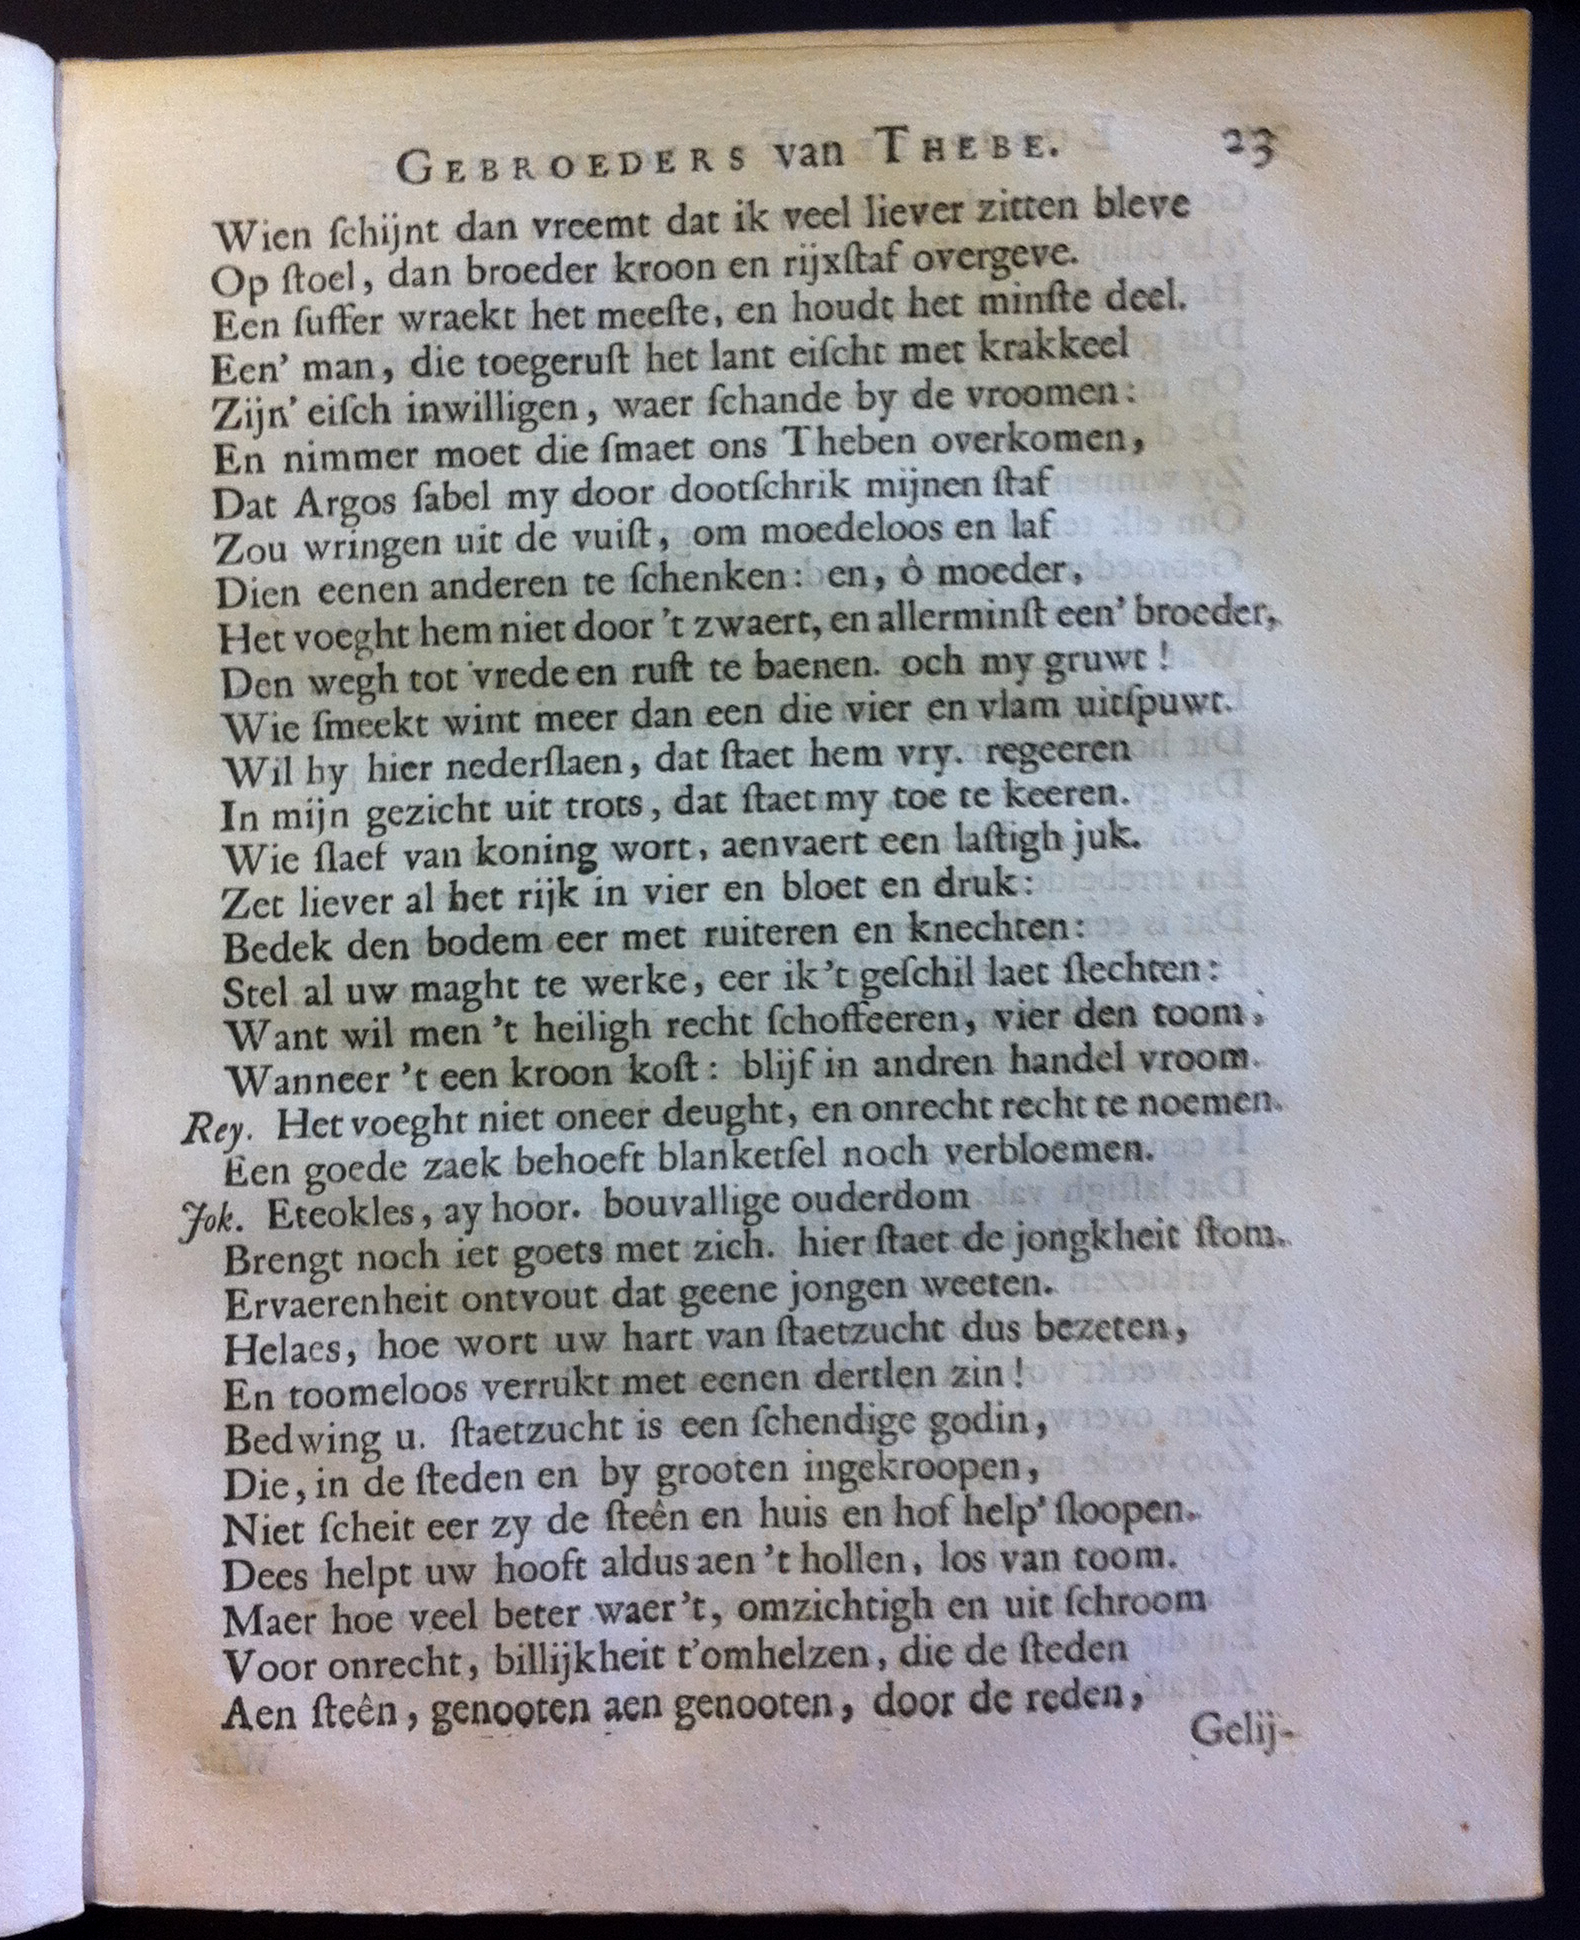 GEBROEDERS van THEBE. 23
Wien ſchijnt dan vreemt dat ik veel liever zitten bleve
Op ſtoel, dan broeder kroon en rijxſtaf overgeve.
Een ſuffer wraekt het meeſte, en houdt het minſte deel.
Een' man, die toegeruſt het lant eiſcht met krakkeel
Zijn' eiſch inwilligen, waer ſchande by de vroomen:
En nimmer moet die ſmaet ons Theben overkomen,
Dat Argos ſabel my door dootſchrik mijnen ſtaf
Zou wringen uit de vuiſt, om moedeloos en laf
Dien eenen anderen te ſchenken: en, ô moeder,
Het voeght hem niet door 't zwaert, en allerminſt een' broeder,
Den wegh tot vrede en ruſt te baenen. och my gruwt!
Wie ſmeekt wint meer dan een die vier en vlam uitſpuwt.
Wil hy hier nederſlaen, dat ſtaet hem vry. regeeren
In mijn gezicht uit trots, dat ſtaet my toe te keeren.
Wie ſlaef van koning wort, aenvaert een laſtigh juk.
Zet liever al het rijk in vier en bloet en druk:
Bedek den bodem eer met ruiteren en knechten:
Stel al uw maght te werke, eer ik 't geſchil laet ſlechten:
Want wil men 't heiligh recht ſchoffeeren, vier den toom,
Wanneer 't een kroon koſt: blijf in andren handel vroom.
Rey. Het voeght niet oneer deught, en onrecht recht te noemen.
Een goede zaek behoeft blanketſel noch verbloemen.
Jok. Eteokles, ay hoor. bouvallige ouderdom
Brengt noch iet goets met zich. hier ſtaet de jongkheit ſtom.
Ervaerenheit ontvout dat geene jongen weeten.
Helaes, hoe wort uw hart van ſtaetzucht dus bezeten,
En toomeloos verrukt met eenen dertlen zin!
Bedwing u. ſtaetzucht is een ſchendige godin,
Die, in de ſteden en by grooten ingekroopen,
Niet ſcheit eer zy de ſteên en huis en hof help' ſloopen.
Dees helpt uw hooft aldus aen 't hollen, los van toom.
Maer hoe veel beter waer 't, omzichtigh en uit ſchroom
Voor onrecht, billijkheit t'omhelzen, die de ſteden
Aen ſteên, genooten aen genooten, door de reden,
Gelij-